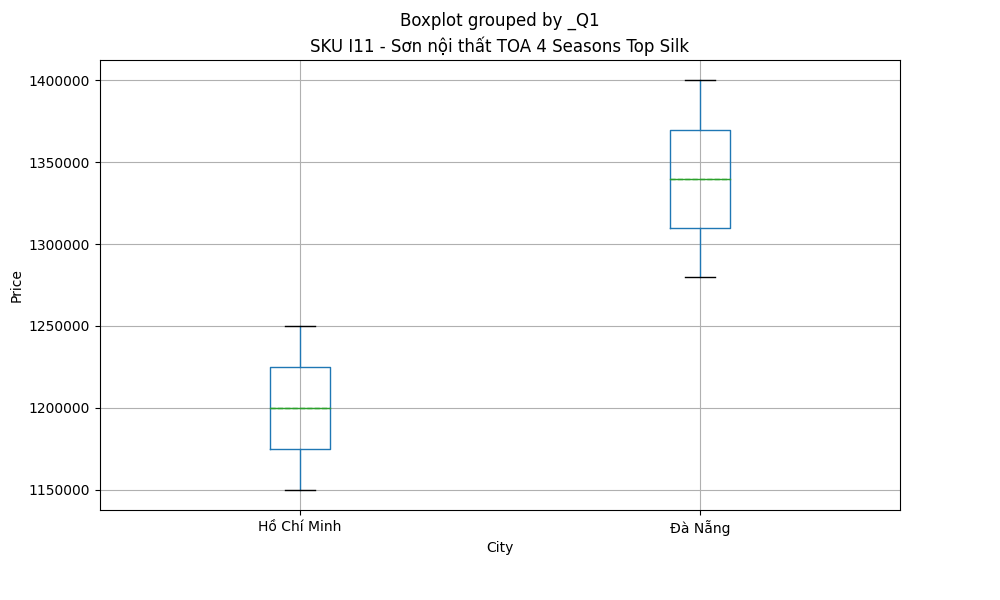 Boxplot grouped by _Q1
SKU I11 - Sơn nội thất TOA 4 Seasons Top Silk
1400000
1350000
1300000
1250000
1200000
1150000
Price
Hồ Chí Minh
Đà Nẵng
City